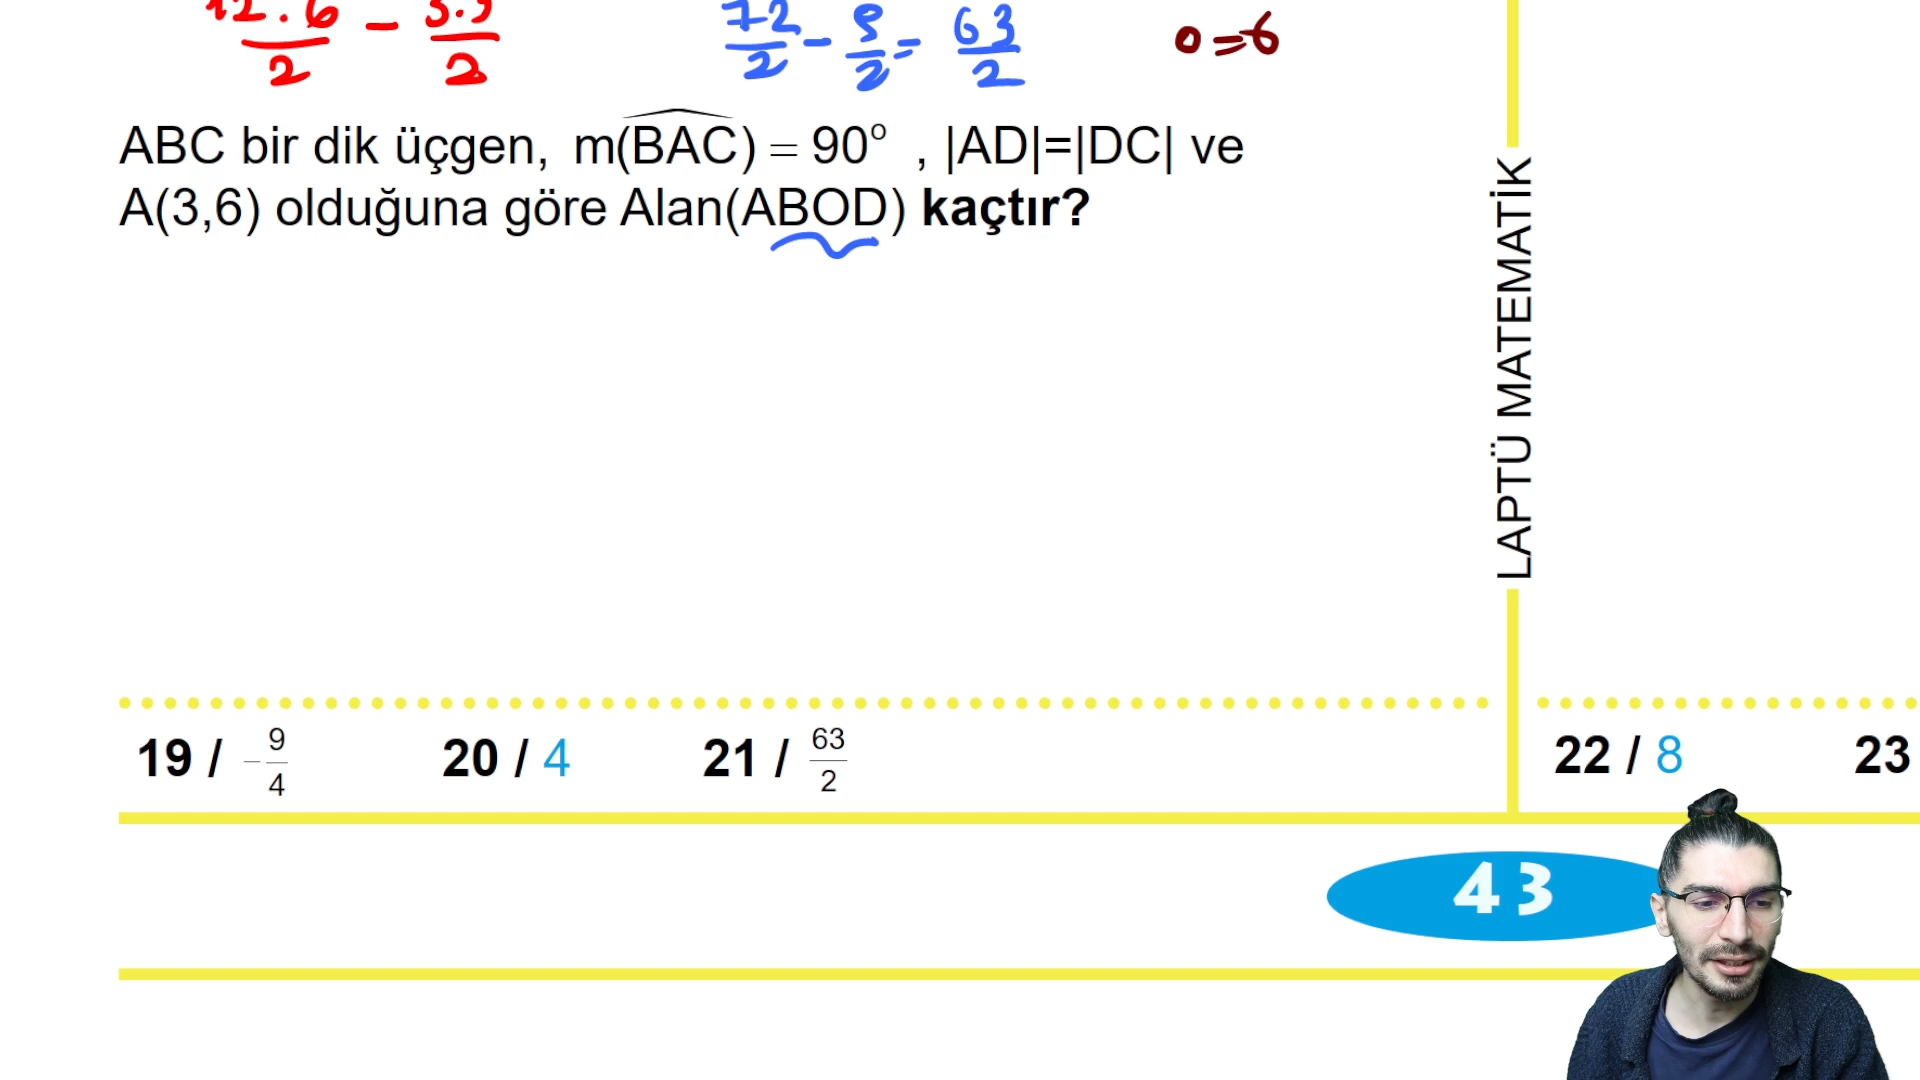 12.6/2 - 3.3/2
72/2 - 9/2 = 63/2
0=6
ABC bir dik üçgen, m(BAC) = 90° , |AD|=|DC| ve
A(3,6) olduğuna göre Alan(ABOD) kaçtır?
LAPTÜ MATEMATİK
19 / -9/4
20 / 4
21 / 63/2
22 / 8
23
43